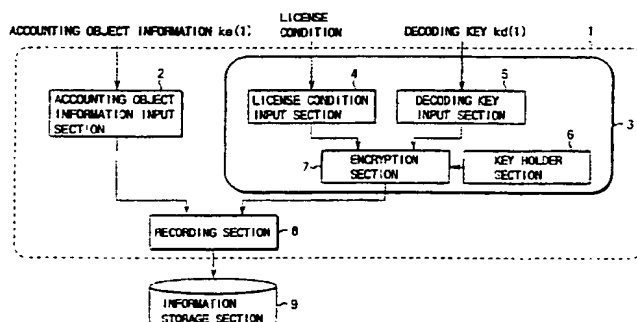 ACCOUNTING OBJECT INFORMATION ke(1)
LICENSE
CONDITION
DECODING KEY kd(1)
1
2
ACCOUNTING OBJECT
INFORMATION INPUT
SECTION
4
LICENSE CONDITION
INPUT SECTION
5
DECODING KEY
INPUT SECTION
3
6
7
ENCRYPTION
SECTION
KEY HOLDER
SECTION
RECORDING SECTION
8
INFORMATION
STORAGE SECTION
9